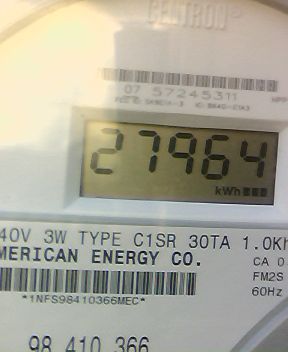 CENTRON®
07 57245311
27964
kWh
40V 3W TYPE C1SR 30TA 1.0Kh
MERICAN ENERGY CO.
CA 0
FM2S
*1NFS98410366MEC*
60Hz
98 410 366